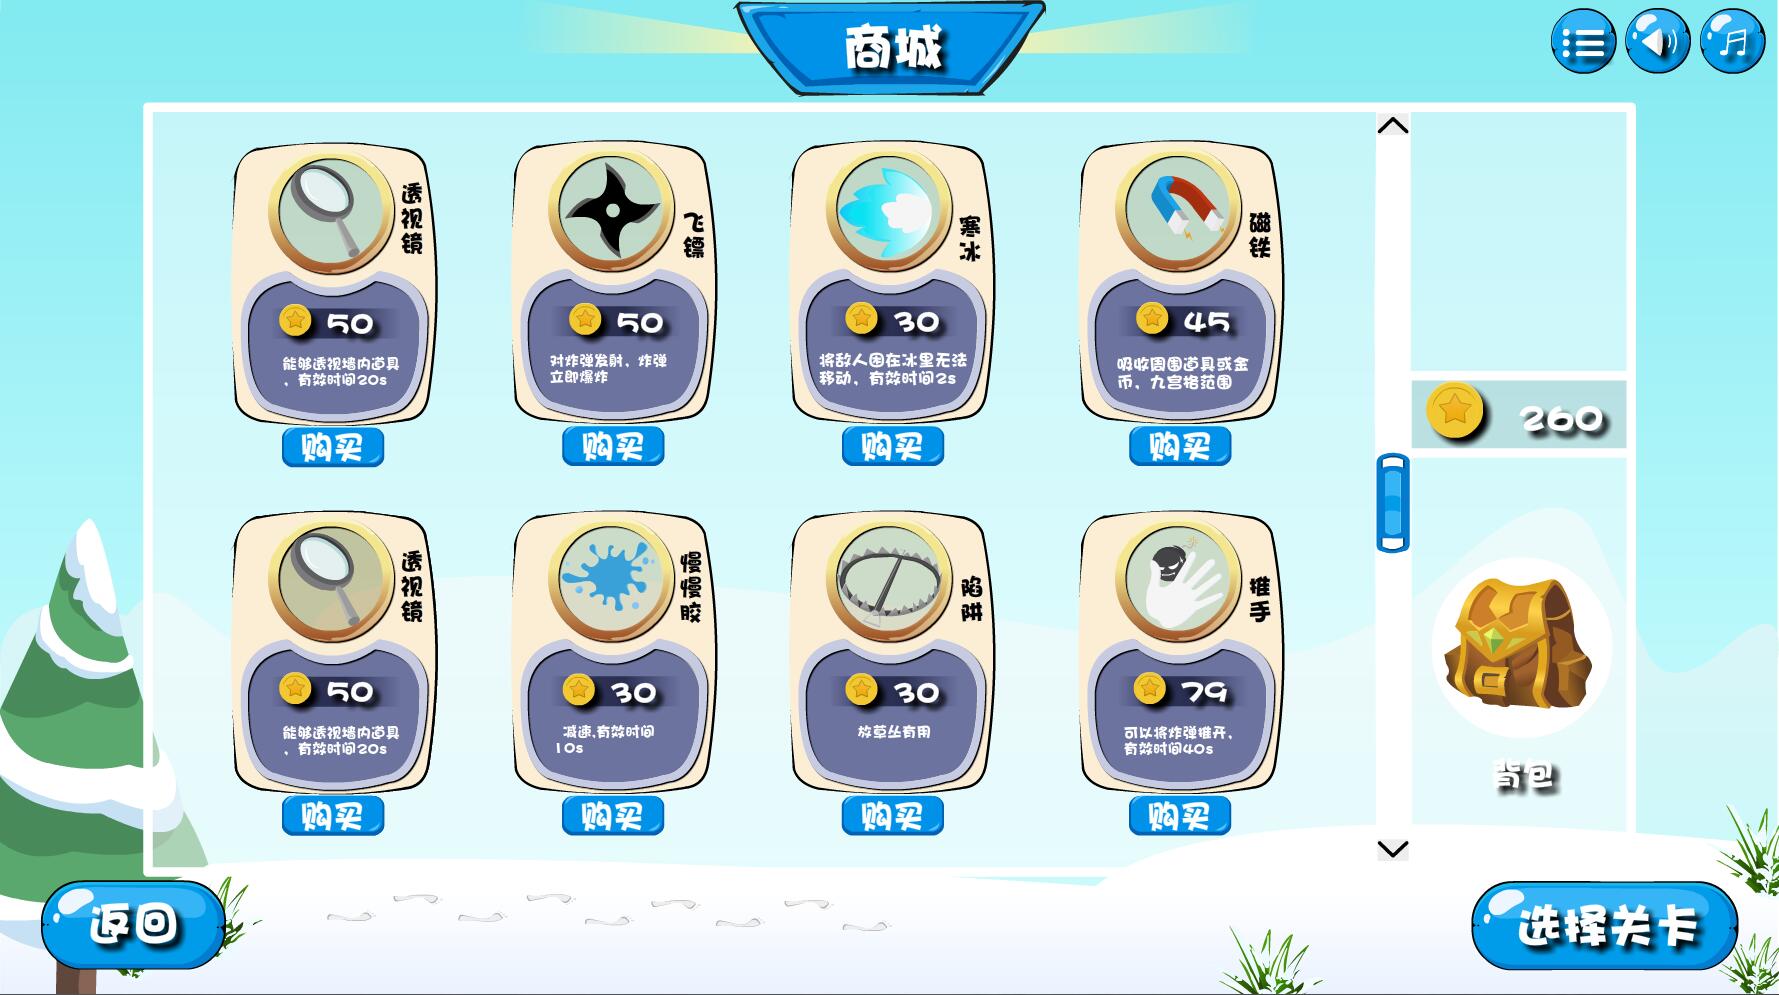 商城
透视镜
50
能够透视墙内道具
，有效时间20s
购买
飞镖
50
对炸弹发射，炸弹
立即爆炸
购买
寒冰
30
将敌人困在冰里无法
移动，有效时间2s
购买
磁铁
45
吸收周围道具或金
币，九宫格范围
购买
260
透视镜
50
能够透视墙内道具
，有效时间20s
购买
慢慢胶
30
减速,有效时间
10s
购买
陷阱
30
放草丛有用
购买
推手
79
可以将炸弹推开，
有效时间40s
购买
背包
返回
选择关卡